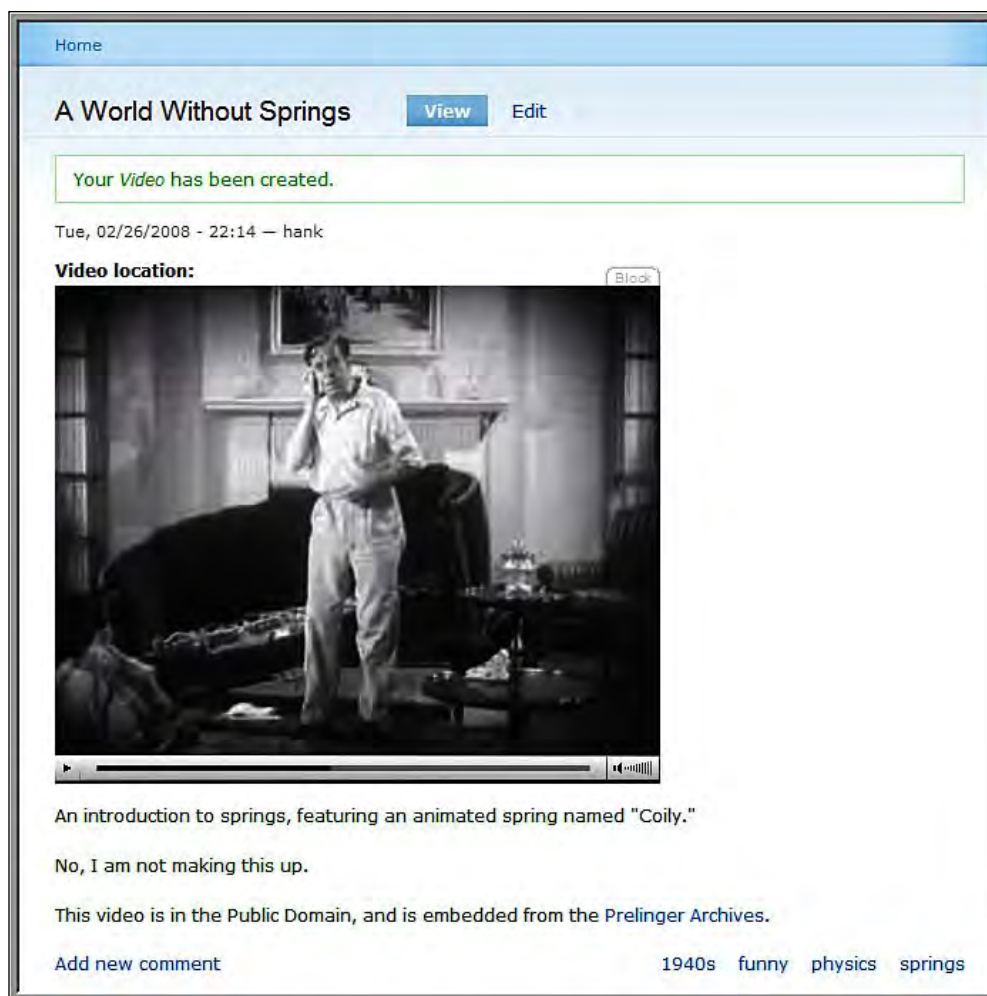 Home
A World Without Springs View Edit
Your Video has been created.
Tue, 02/26/2008 - 22:14 — hank
Video location:
Block
An introduction to springs, featuring an animated spring named "Coily."
No, I am not making this up.
This video is in the Public Domain, and is embedded from the Prelinger Archives.
Add new comment 1940s funny physics springs